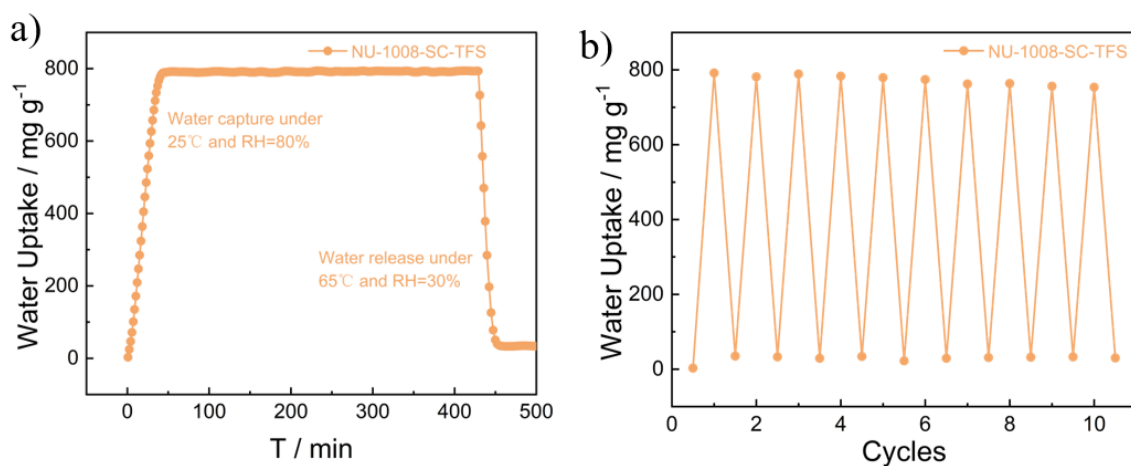 a)
NU-1008-SC-TFS
Water capture under
25℃ and RH=80%
Water release under
65℃ and RH=30%
Water Uptake / mg g⁻¹
800
600
400
200
0
0 100 200 300 400 500
T / min
b)
NU-1008-SC-TFS
Water Uptake / mg g⁻¹
800
600
400
200
0
0 2 4 6 8 10
Cycles